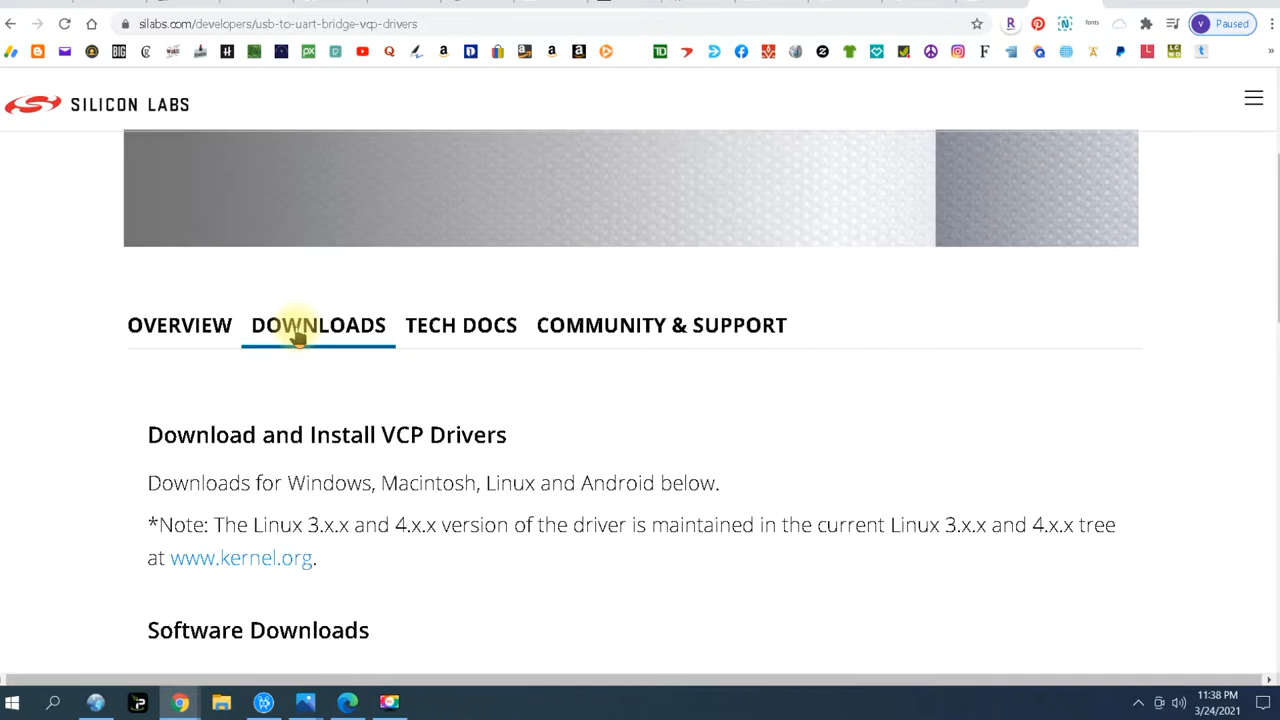 silabs.com/developers/usb-to-uart-bridge-vcp-drivers
fonts
v Paused
SILICON LABS
OVERVIEW DOWNLOADS TECH DOCS COMMUNITY & SUPPORT
Download and Install VCP Drivers
Downloads for Windows, Macintosh, Linux and Android below.
*Note: The Linux 3.x.x and 4.x.x version of the driver is maintained in the current Linux 3.x.x and 4.x.x tree
at www.kernel.org.
Software Downloads
11:38 PM
3/24/2021